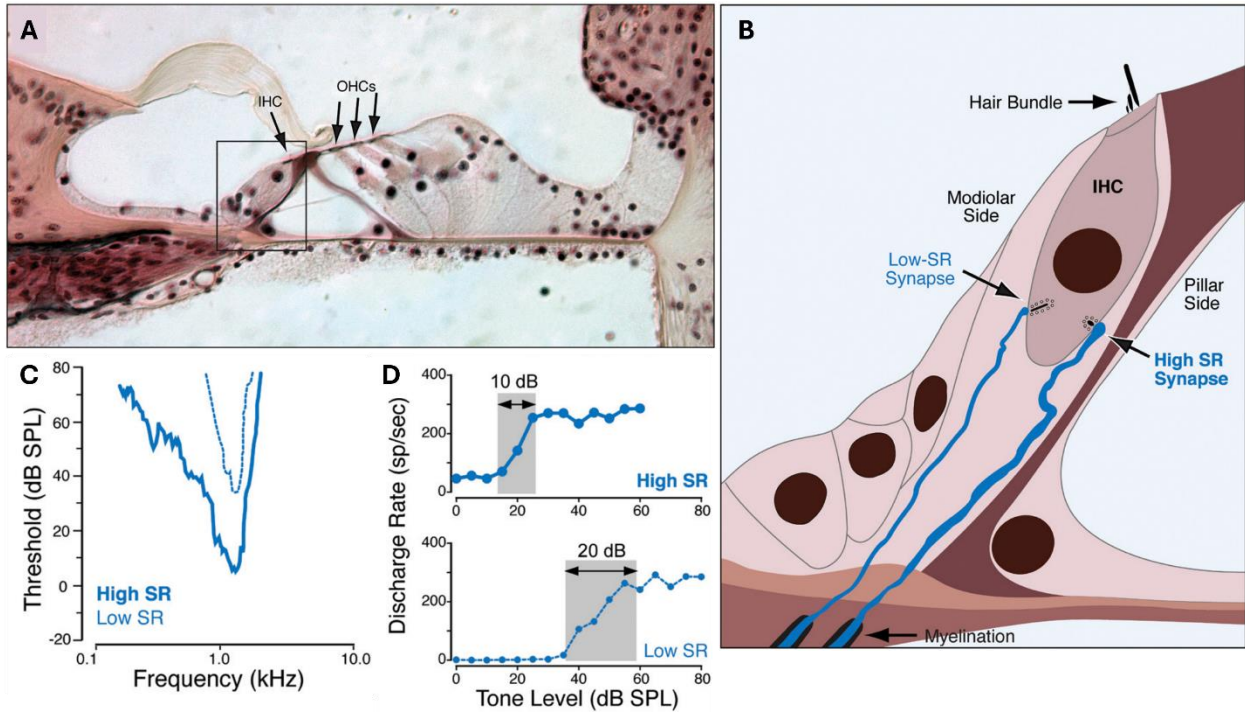 A
IHC
OHCs
B
Hair Bundle
IHC
Modiolar
Side
Low-SR
Synapse
Pillar
Side
High SR
Synapse
Myelination
C
80
60
40
20
0
-20
Threshold (dB SPL)
High SR
Low SR
0.1
1.0
10.0
Frequency (kHz)
D
400
200
0
10 dB
High SR
0
20
40
60
80
Discharge Rate (sp/sec)
400
200
0
20 dB
Low SR
0
20
40
60
80
Tone Level (dB SPL)